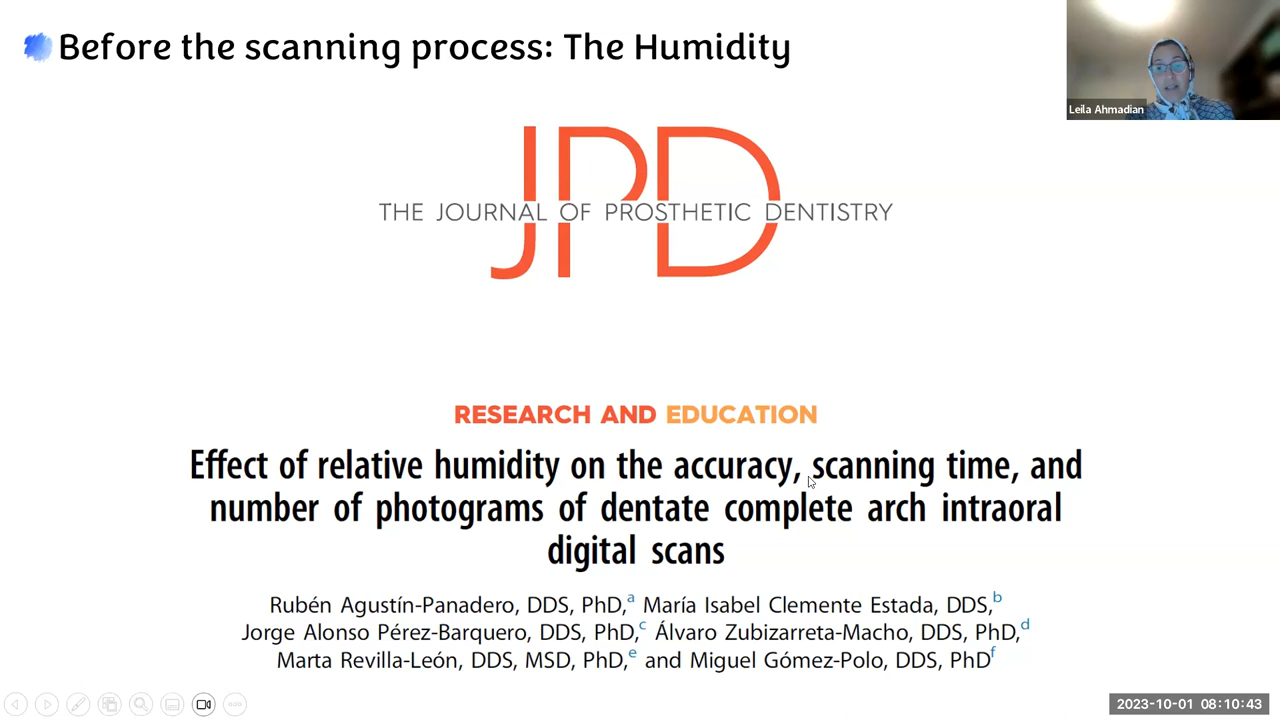 Before the scanning process: The Humidity
Leila Ahmadian
JPD
THE JOURNAL OF PROSTHETIC DENTISTRY
RESEARCH AND EDUCATION
Effect of relative humidity on the accuracy, scanning time, and
number of photograms of dentate complete arch intraoral
digital scans
Rubén Agustín-Panadero, DDS, PhD,a María Isabel Clemente Estada, DDS,b
Jorge Alonso Pérez-Barquero, DDS, PhD,c Álvaro Zubizarreta-Macho, DDS, PhD,d
Marta Revilla-León, DDS, MSD, PhD,e and Miguel Gómez-Polo, DDS, PhDf
2023-10-01 08:10:43